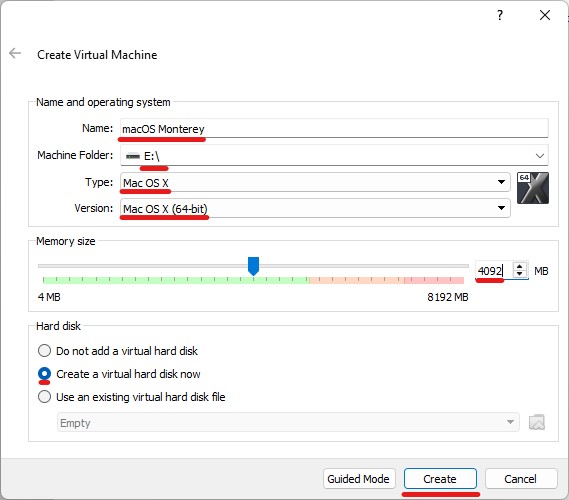 ?
Create Virtual Machine
Name and operating system
Name: macOS Monterey
Machine Folder: E:\
Type: Mac OS X
64
Version: Mac OS X (64-bit)
Memory size
4092 MB
4 MB 8192 MB
Hard disk
Do not add a virtual hard disk
Create a virtual hard disk now
Use an existing virtual hard disk file
Empty
Guided Mode Create Cancel